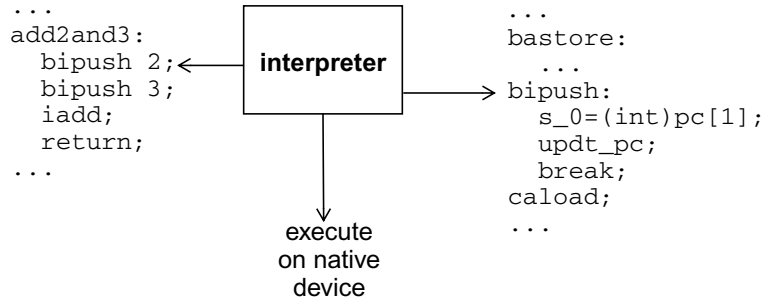 ...
add2and3:
bipush 2;
bipush 3;
iadd;
return;
...
interpreter
execute
on native
device
...
bastore:
...
bipush:
s_0=(int)pc[1];
updt_pc;
break;
caload;
...